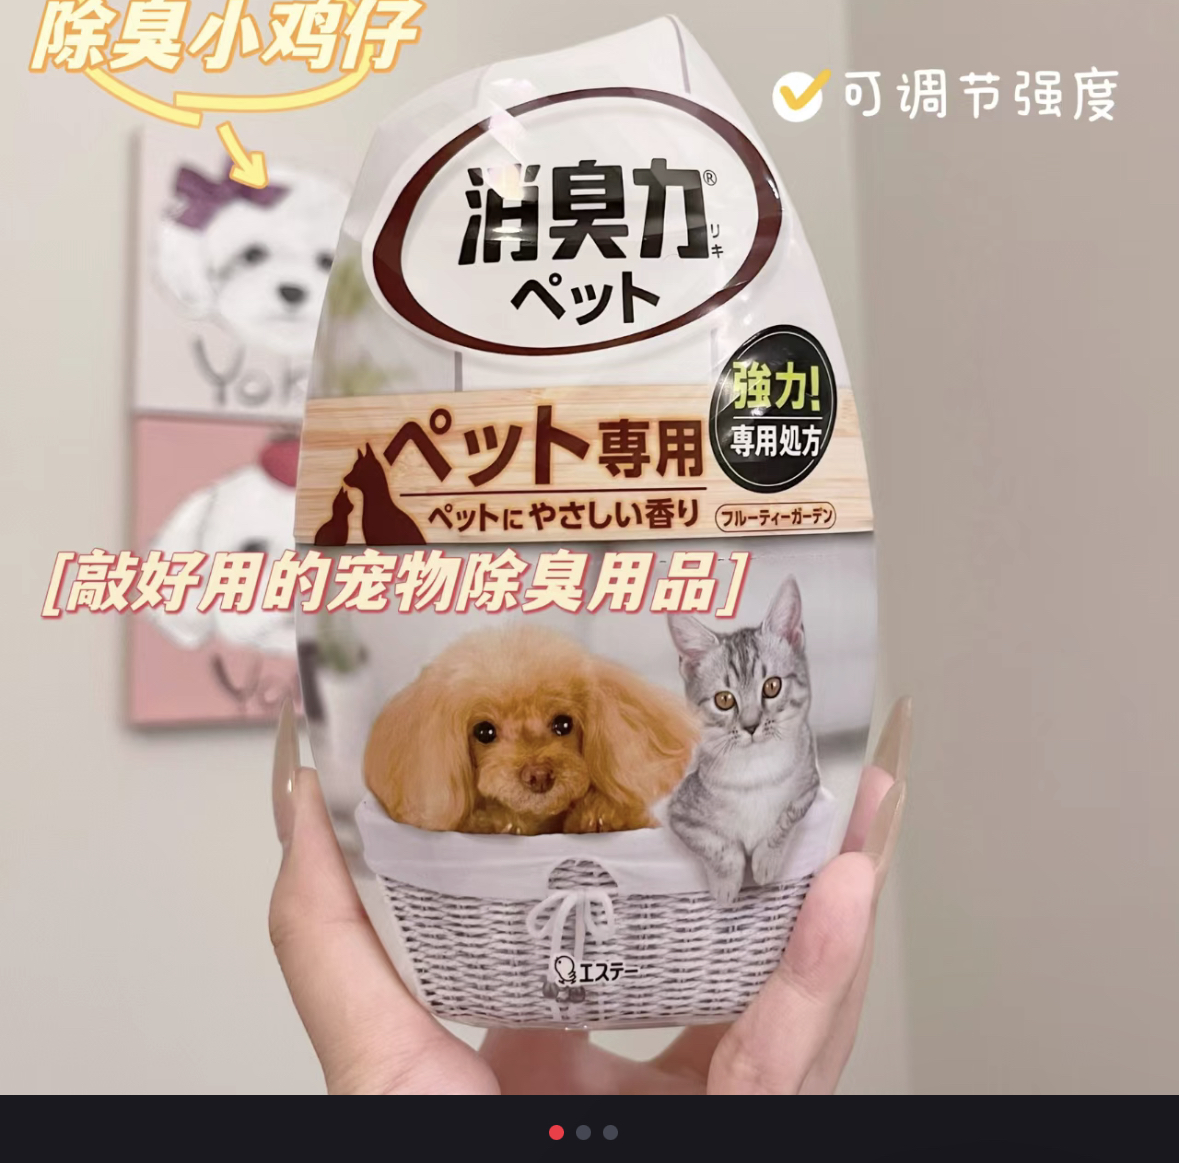 除臭小鸡仔
可调节强度
消臭力®
リキ
ペット
強力!
専用処方
ペット専用
ペットにやさしい香り
フルーティーガーデン
[敲好用的宠物除臭用品]
エステー